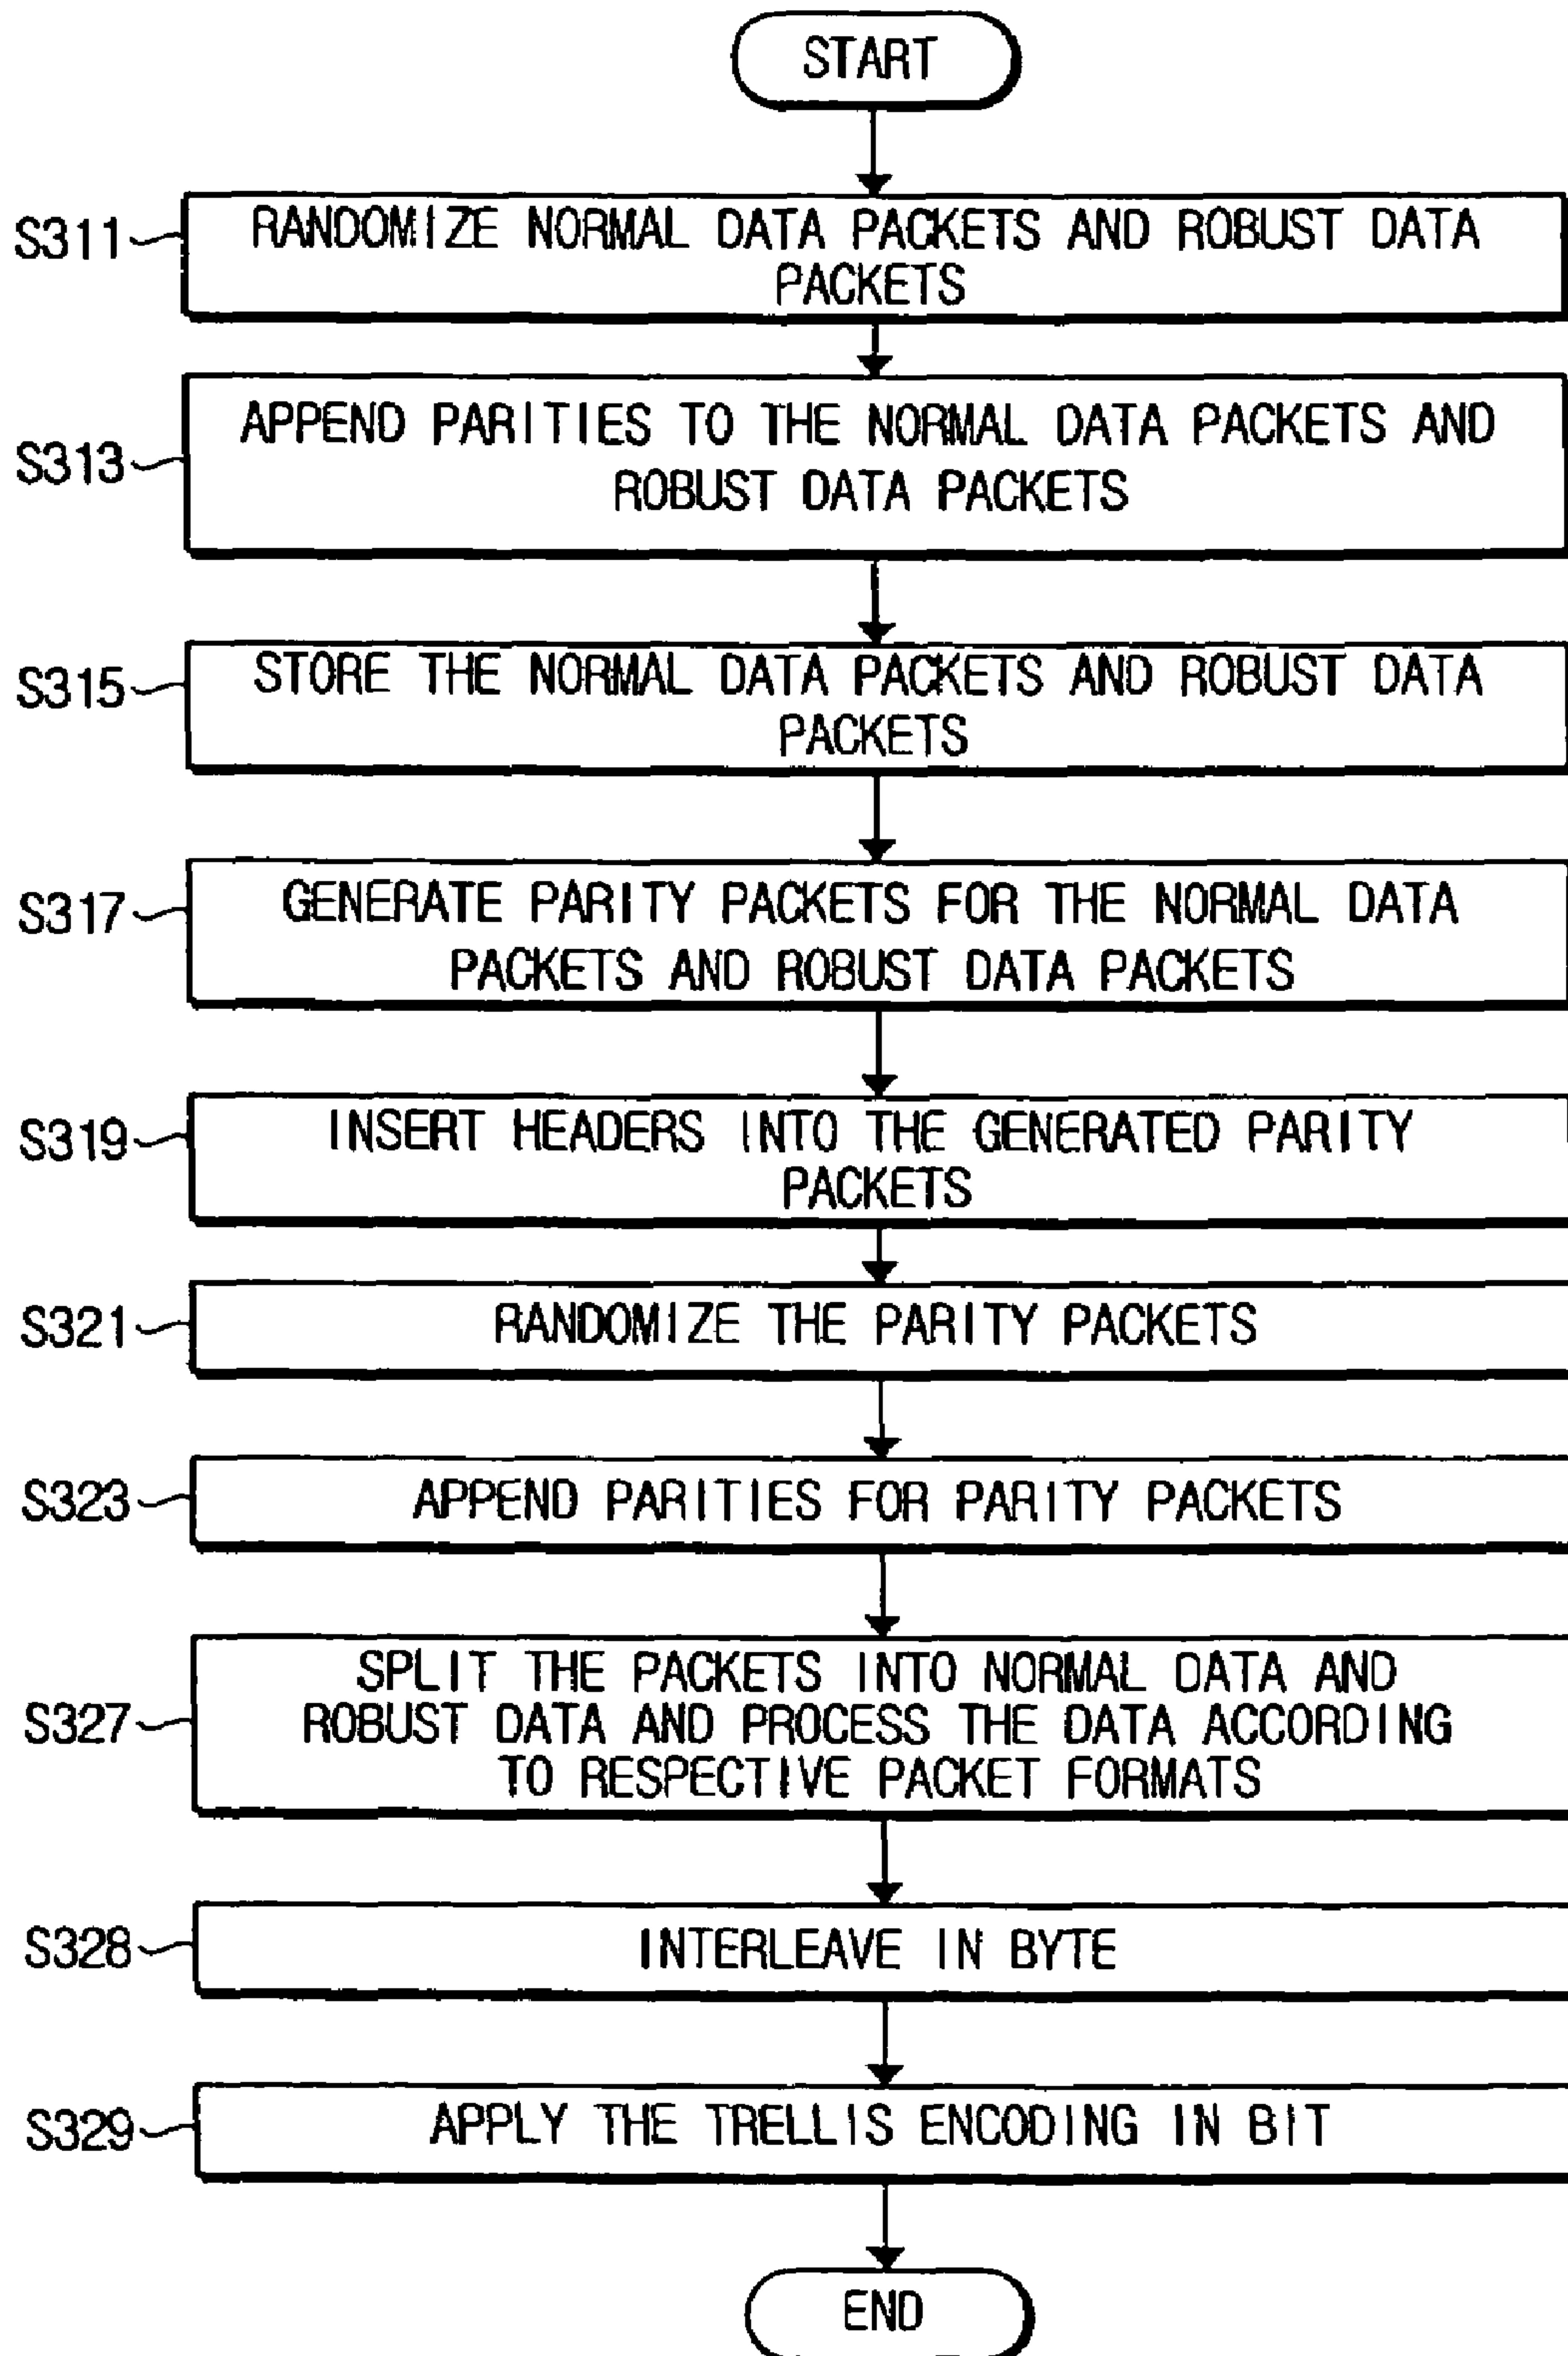 START
S311
RANDOMIZE NORMAL DATA PACKETS AND ROBUST DATA
PACKETS
S313
APPEND PARITIES TO THE NORMAL DATA PACKETS AND
ROBUST DATA PACKETS
S315
STORE THE NORMAL DATA PACKETS AND ROBUST DATA
PACKETS
S317
GENERATE PARITY PACKETS FOR THE NORMAL DATA
PACKETS AND ROBUST DATA PACKETS
S319
INSERT HEADERS INTO THE GENERATED PARITY
PACKETS
S321
RANDOMIZE THE PARITY PACKETS
S323
APPEND PARITIES FOR PARITY PACKETS
S327
SPLIT THE PACKETS INTO NORMAL DATA AND
ROBUST DATA AND PROCESS THE DATA ACCORDING
TO RESPECTIVE PACKET FORMATS
S328
INTERLEAVE IN BYTE
S329
APPLY THE TRELLIS ENCODING IN BIT
END